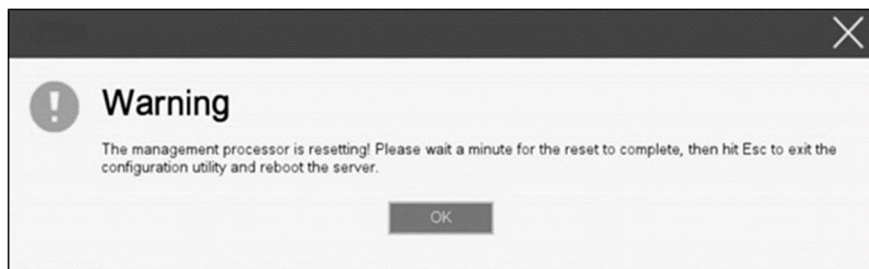 Warning
The management processor is resetting! Please wait a minute for the reset to complete, then hit Esc to exit the
configuration utility and reboot the server.
OK